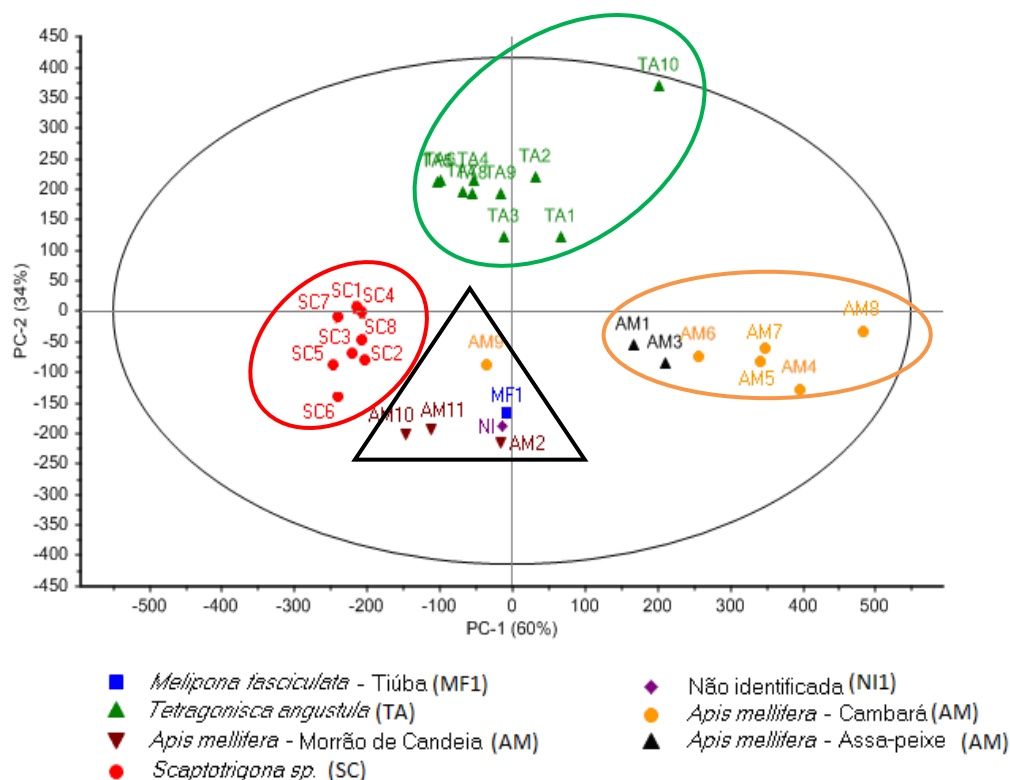 450
400
350
300
250
200
150
100
50
0
-50
-100
-150
-200
-250
-300
-350
-400
-450
PC-2 (34%)
TA10
TA4
TA2
TA8
TA9
TA3
TA1
SC1
SC4
SC7
SC3
SC8
SC5
SC2
SC6
AM8
AM1
AM6
AM7
AM3
AM5
AM4
AM9
MF1
AM10
AM11
NI
AM2
-500 -400 -300 -200 -100 0 100 200 300 400 500
PC-1 (60%)
Melipona fasciculata - Tiúba (MF1)
Tetragonisca angustula (TA)
Apis mellifera - Morrão de Candeia (AM)
Scaptotrigona sp. (SC)
Não identificada (NI1)
Apis mellifera - Cambará (AM)
Apis mellifera - Assa-peixe (AM)